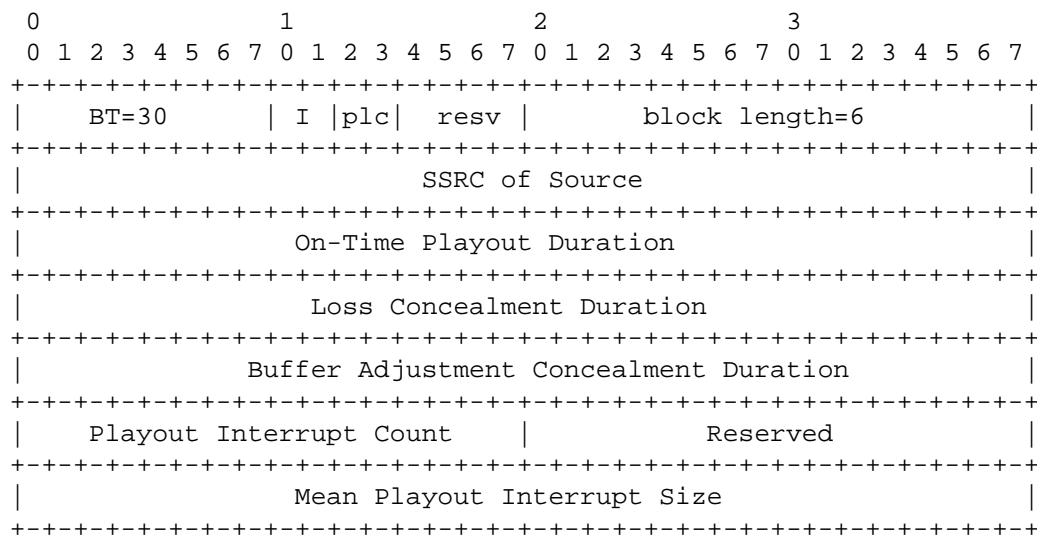 0               1               2               3
 0 1 2 3 4 5 6 7 0 1 2 3 4 5 6 7 0 1 2 3 4 5 6 7 0 1 2 3 4 5 6 7
+-+-+-+-+-+-+-+-+-+-+-+-+-+-+-+-+-+-+-+-+-+-+-+-+-+-+-+-+-+-+-+-+
|    BT=30      | I |plc|  resv |       block length=6          |
+-+-+-+-+-+-+-+-+-+-+-+-+-+-+-+-+-+-+-+-+-+-+-+-+-+-+-+-+-+-+-+-+
|                         SSRC of Source                        |
+-+-+-+-+-+-+-+-+-+-+-+-+-+-+-+-+-+-+-+-+-+-+-+-+-+-+-+-+-+-+-+-+
|                 On-Time Playout Duration                      |
+-+-+-+-+-+-+-+-+-+-+-+-+-+-+-+-+-+-+-+-+-+-+-+-+-+-+-+-+-+-+-+-+
|                  Loss Concealment Duration                    |
+-+-+-+-+-+-+-+-+-+-+-+-+-+-+-+-+-+-+-+-+-+-+-+-+-+-+-+-+-+-+-+-+
|              Buffer Adjustment Concealment Duration           |
+-+-+-+-+-+-+-+-+-+-+-+-+-+-+-+-+-+-+-+-+-+-+-+-+-+-+-+-+-+-+-+-+
|    Playout Interrupt Count    |           Reserved            |
+-+-+-+-+-+-+-+-+-+-+-+-+-+-+-+-+-+-+-+-+-+-+-+-+-+-+-+-+-+-+-+-+
|                 Mean Playout Interrupt Size                   |
+-+-+-+-+-+-+-+-+-+-+-+-+-+-+-+-+-+-+-+-+-+-+-+-+-+-+-+-+-+-+-+-+